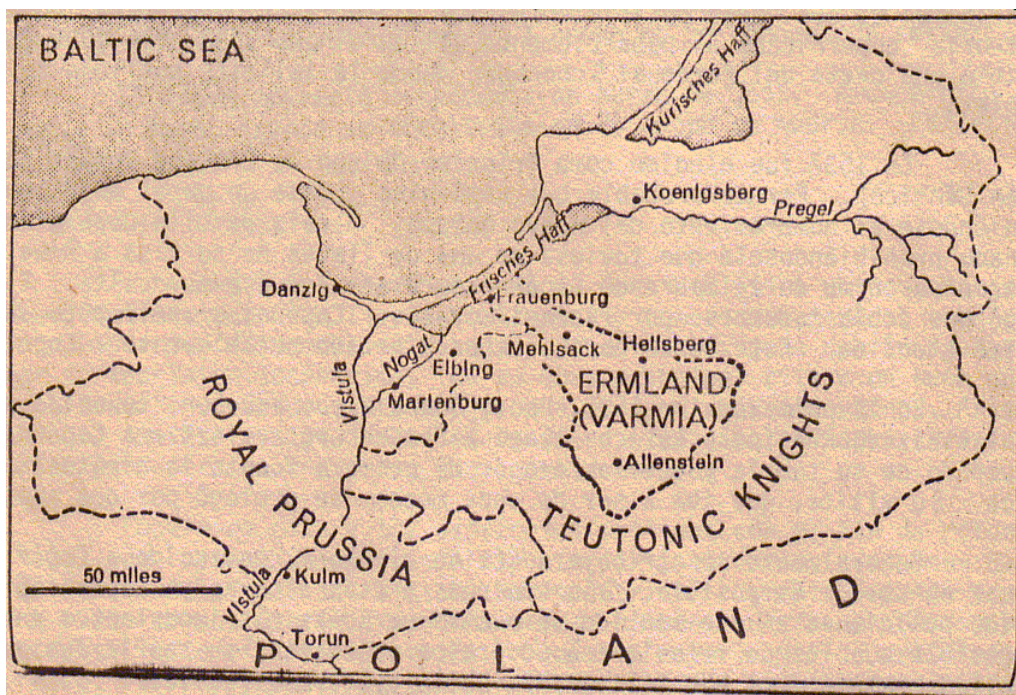 BALTIC SEA
Kurisches Haff
Koenigsberg
Pregel
Frisches Haff
Danzig
Frauenburg
Mehlsack
Heilsberg
Nogat
Elbing
ERMLAND
(VARMIA)
Vistula
Marienburg
Allenstein
ROYAL PRUSSIA
TEUTONIC KNIGHTS
50 miles
Kulm
Vistula
Torun
POLAND